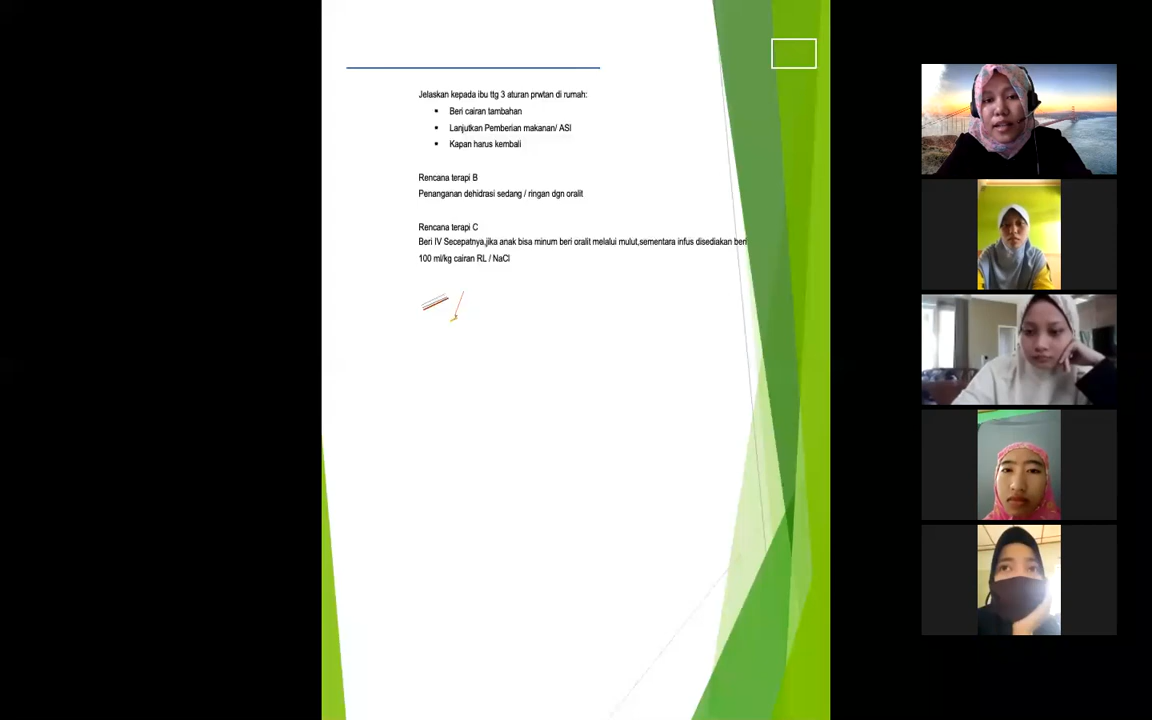 Jelaskan kepada ibu ttg 3 aturan prwtan di rumah:
• Beri cairan tambahan
• Lanjutkan Pemberian makanan/ ASI
• Kapan harus kembali
Rencana terapi B
Penanganan dehidrasi sedang / ringan dgn oralit
Rencana terapi C
Beri IV Secepatnya,jika anak bisa minum beri oralit melalui mulut,sementara infus disediakan beri
100 ml/kg cairan RL / NaCl